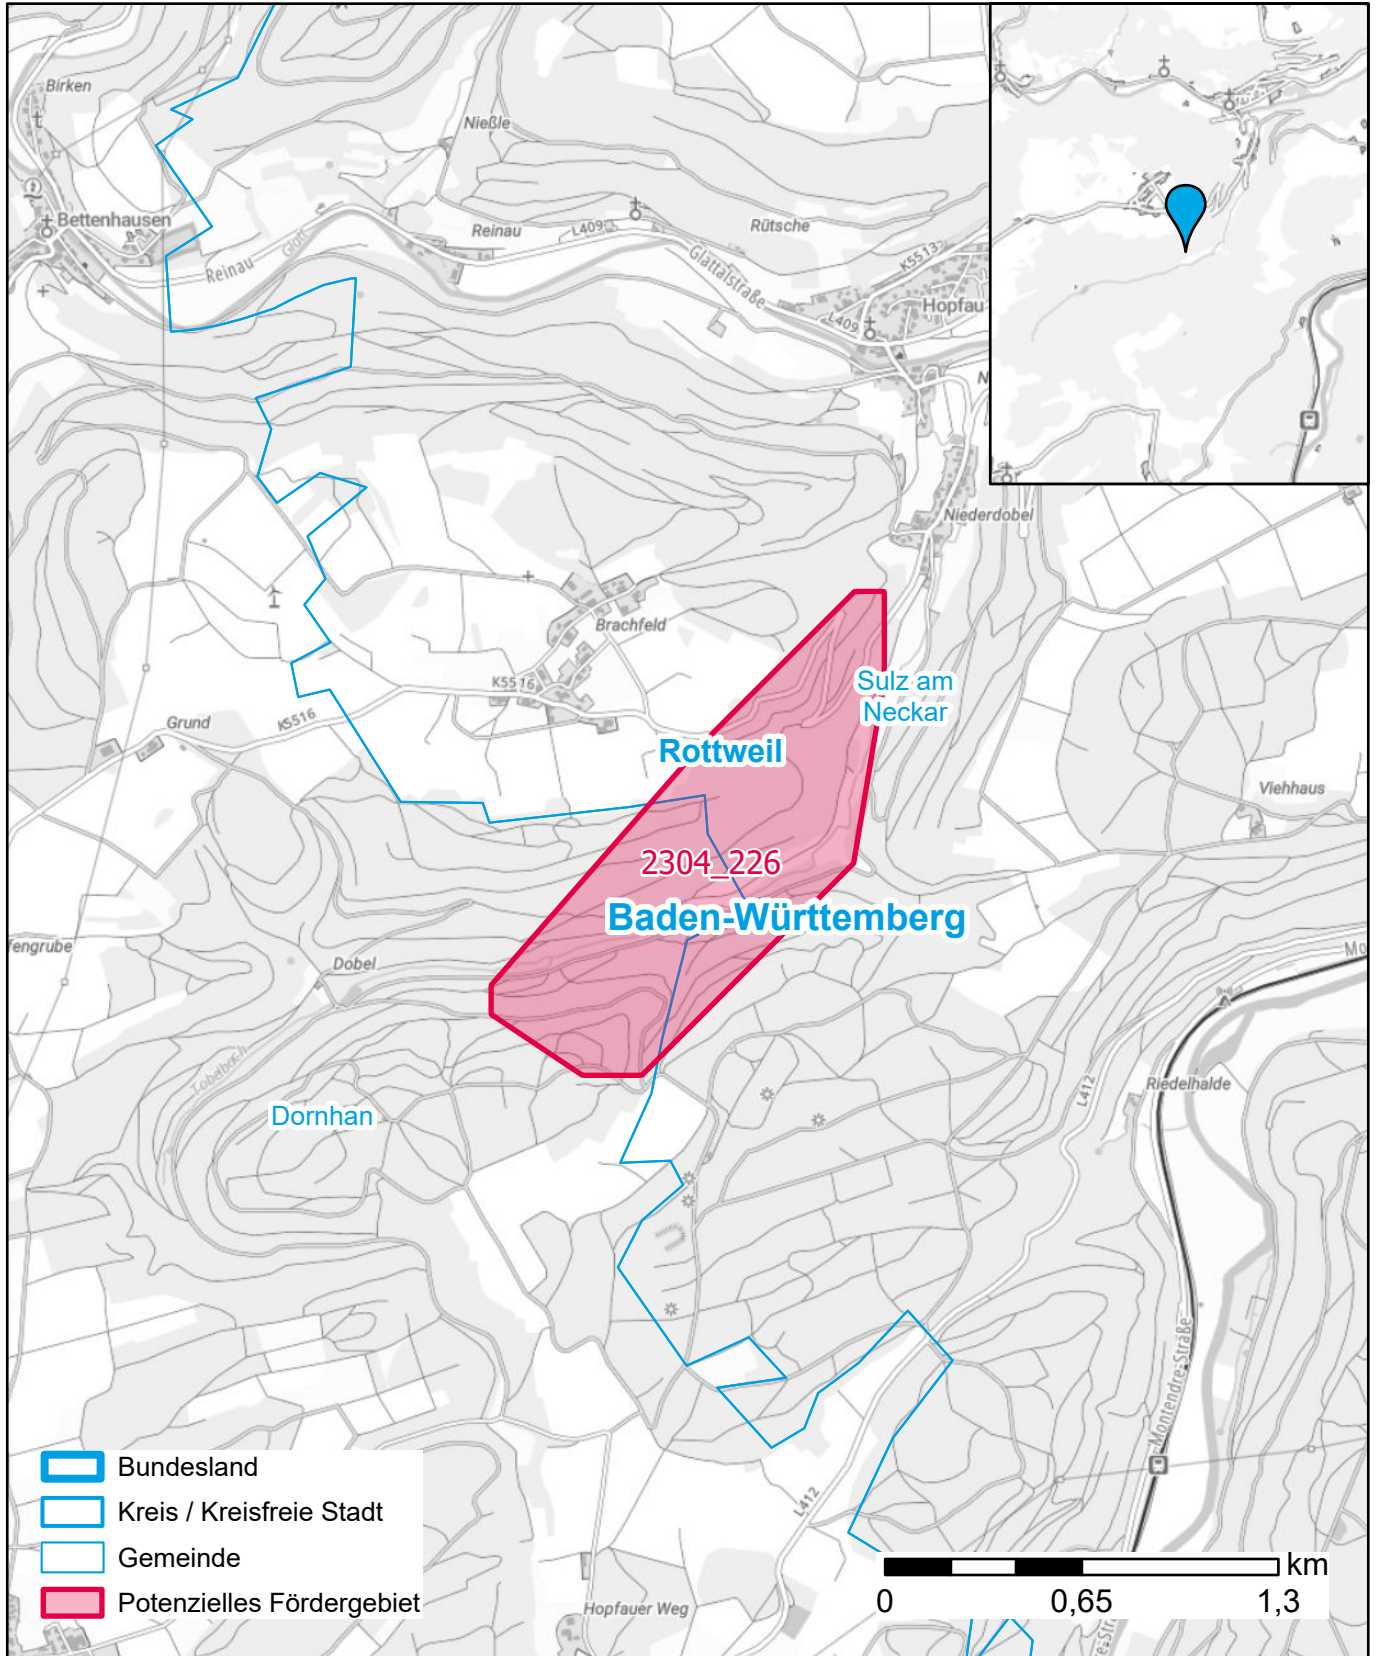 Birken
Nießle
Bettenhausen
Reinau
Glatt
Reinau
L409
Rütsche
Glattalstraße
K5513
Hopfau
L409
N
Niederdobel
Brachfeld
K5516
K5516
Grund
Sulz am
Neckar
Rottweil
Viehhaus
2304_226
Baden-Württemberg
fengrube
Dobel
Mo
Tobelbach
Riedelhalde
L412
Dornhan
Montendre-Straße
L412
Hopfauer Weg
Bundesland
Kreis / Kreisfreie Stadt
Gemeinde
Potenzielles Fördergebiet
km
0
0,65
1,3